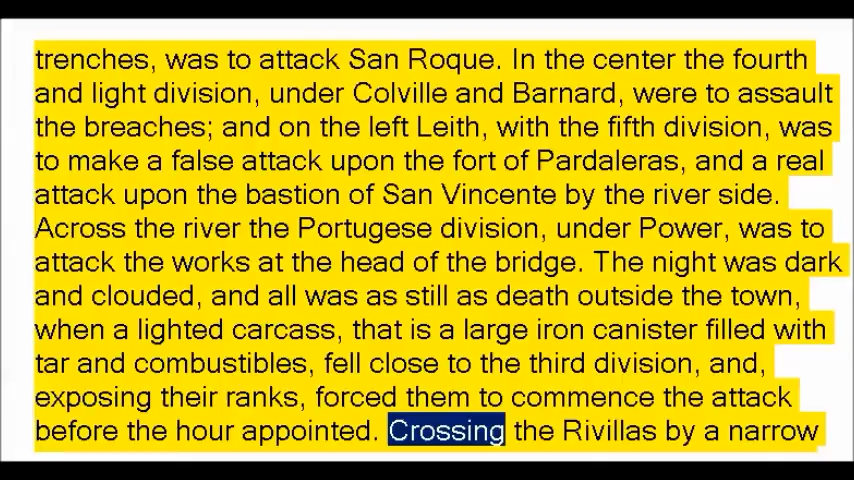 trenches, was to attack San Roque. In the center the fourth
and light division, under Colville and Barnard, were to assault
the breaches; and on the left Leith, with the fifth division, was
to make a false attack upon the fort of Pardaleras, and a real
attack upon the bastion of San Vincente by the river side.
Across the river the Portugese division, under Power, was to
attack the works at the head of the bridge. The night was dark
and clouded, and all was as still as death outside the town,
when a lighted carcass, that is a large iron canister filled with
tar and combustibles, fell close to the third division, and,
exposing their ranks, forced them to commence the attack
before the hour appointed. Crossing the Rivillas by a narrow